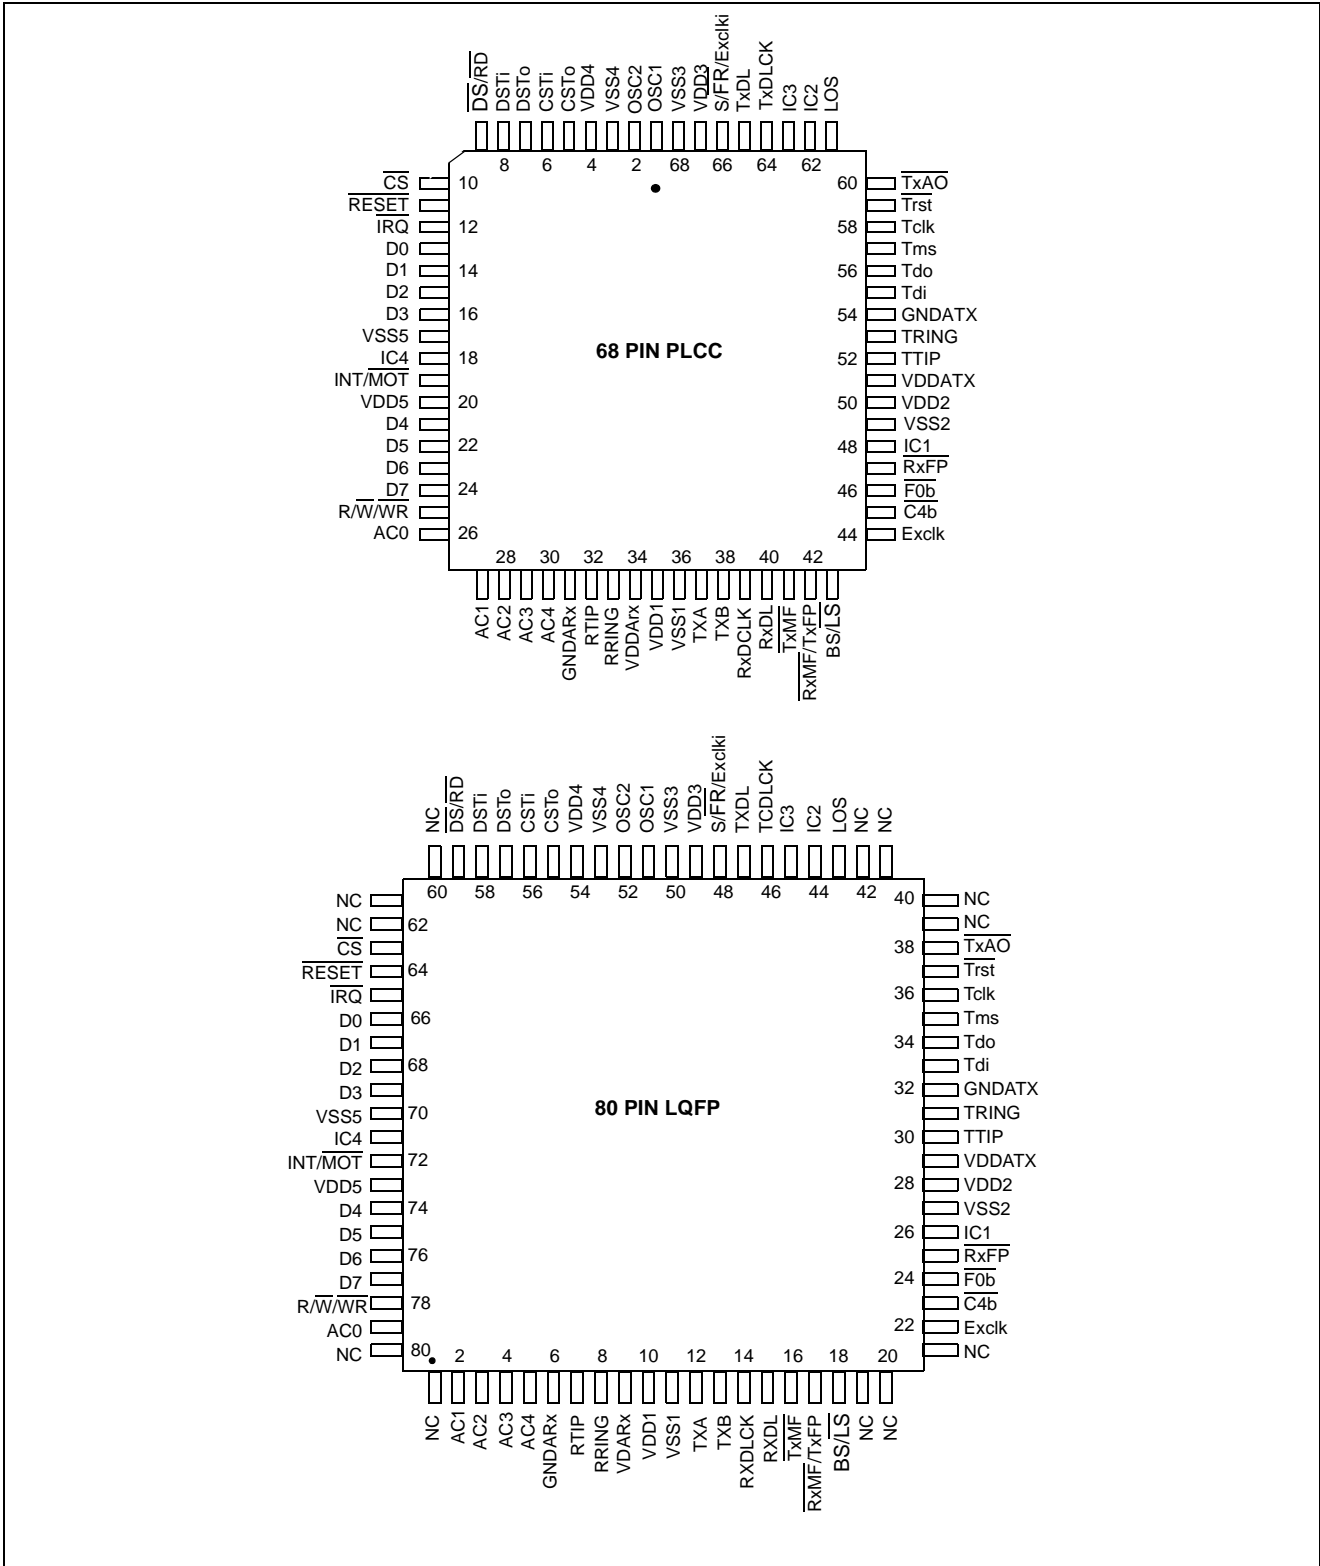 DS/RD
DSTi
DSTo
CSTi
CSTo
VDD4
VSS4
OSC2
OSC1
VSS3
VDD3
S/FR/Exclki
TxDL
TxDLCK
IC3
IC2
LOS
8 6 4 2 68 66 64 62
CS 10 60 TxAO
RESET Trst
IRQ 12 58 Tclk
D0 Tms
D1 14 56 Tdo
D2 Tdi
D3 16 54 GNDATX
VSS5 TRING
68 PIN PLCC
IC4 18 52 TTIP
INT/MOT VDDATX
VDD5 20 50 VDD2
D4 VSS2
D5 22 48 IC1
D6 RxFP
D7 24 46 F0b
R/W/WR C4b
AC0 26 44 Exclk
28 30 32 34 36 38 40 42
AC1
AC2
AC3
AC4
GNDARx
RTIP
RRING
VDDArx
VDD1
VSS1
TXA
TXB
RxDCLK
RxDL
TxMF
RxMF/TxFP
BS/LS
NC
DS/RD
DSTi
DSTo
CSTi
CSTo
VDD4
VSS4
OSC2
OSC1
VSS3
VDD3
S/FR/Exclki
TXDL
TCDLCK
IC3
IC2
LOS
NC
NC
60 58 56 54 52 50 48 46 44 42
NC 40 NC
NC 62 NC
CS 38 TxAO
RESET 64 Trst
IRQ 36 Tclk
D0 66 Tms
D1 34 Tdo
D2 68 Tdi
D3 32 GNDATX
80 PIN LQFP
VSS5 70 TRING
IC4 30 TTIP
INT/MOT 72 VDDATX
VDD5 28 VDD2
D4 74 VSS2
D5 26 IC1
D6 76 RxFP
D7 24 F0b
R/W/WR 78 C4b
AC0 22 Exclk
NC 80 NC
2 4 6 8 10 12 14 16 18 20
NC
AC1
AC2
AC3
AC4
GNDARx
RTIP
RRING
VDARx
VDD1
VSS1
TXA
TXB
RXDLCK
RXDL
TxMF
RxMF/TxFP
BS/LS
NC
NC